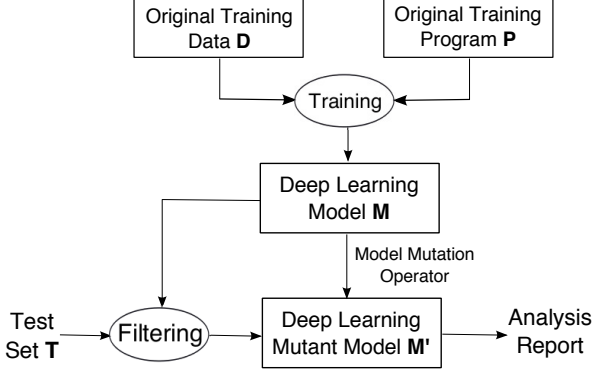 Original Training
Data D
Original Training
Program P
Training
Deep Learning
Model M
Model Mutation
Operator
Test
Set T
Filtering
Deep Learning
Mutant Model M'
Analysis
Report